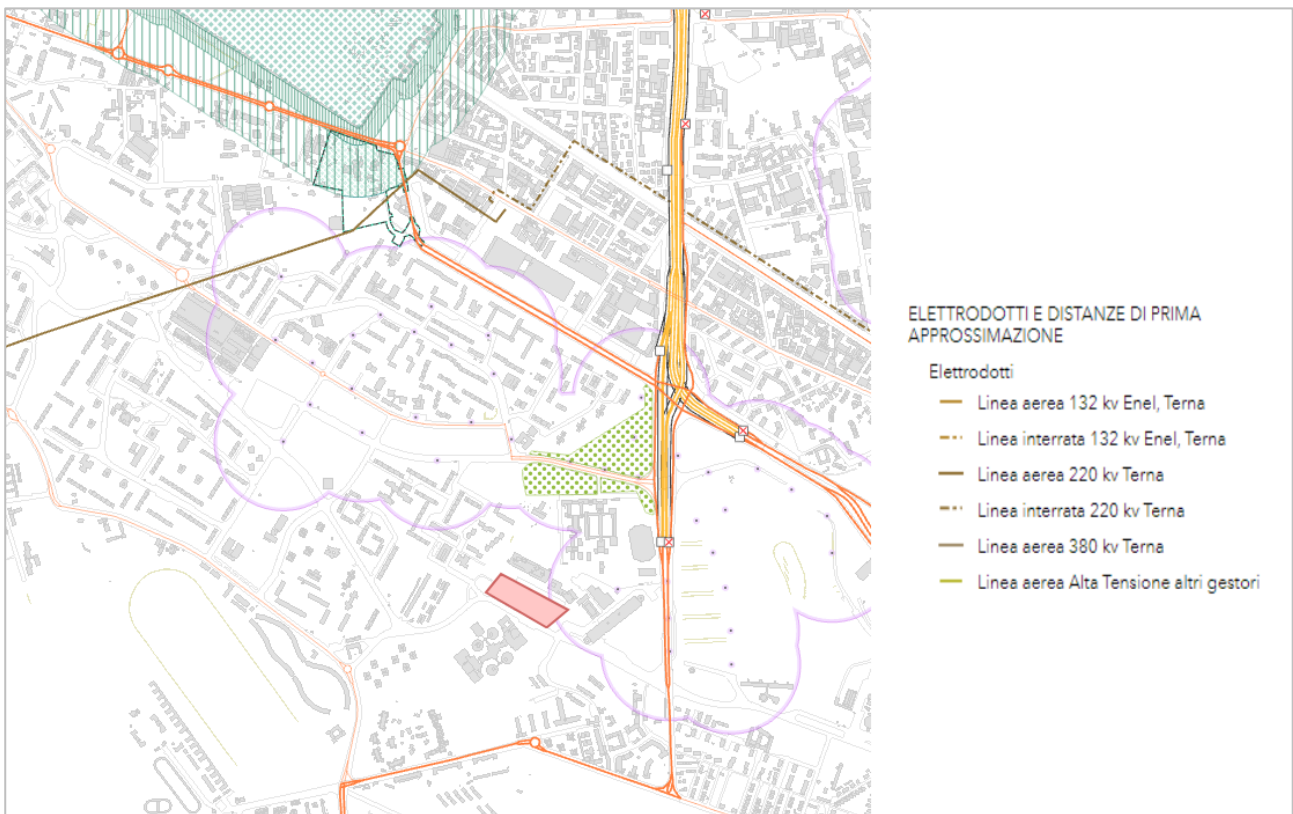 ELETTRODOTTI E DISTANZE DI PRIMA
APPROSSIMAZIONE
Elettrodotti
Linea aerea 132 kv Enel, Terna
Linea interrata 132 kv Enel, Terna
Linea aerea 220 kv Terna
Linea interrata 220 kv Terna
Linea aerea 380 kv Terna
Linea aerea Alta Tensione altri gestori